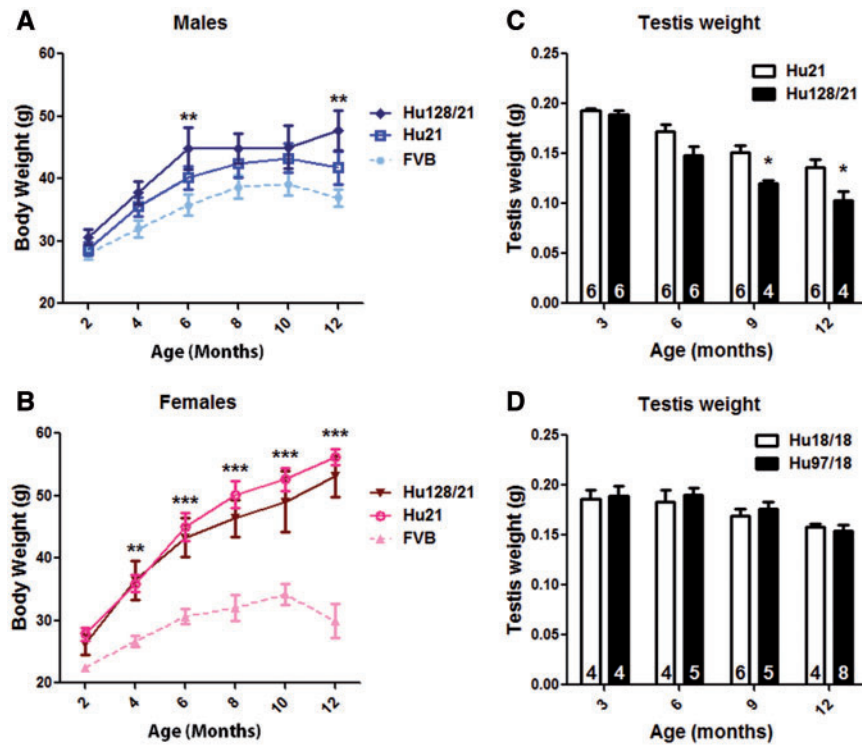 A
Males
Body Weight (g)
60
50
40
30
20
** **
2 4 6 8 10 12
Age (Months)
Hu128/21
Hu21
FVB
C
Testis weight
Testis weight (g)
0.25
0.20
0.15
0.10
0.05
0.00
Hu21
Hu128/21
* *
6 6 6 6 6 4 6 4
3 6 9 12
Age (months)
B
Females
Body Weight (g)
60
50
40
30
20
** *** *** *** ***
2 4 6 8 10 12
Age (Months)
Hu128/21
Hu21
FVB
D
Testis weight
Testis weight (g)
0.25
0.20
0.15
0.10
0.05
0.00
Hu18/18
Hu97/18
4 4 4 5 6 5 4 8
3 6 9 12
Age (months)